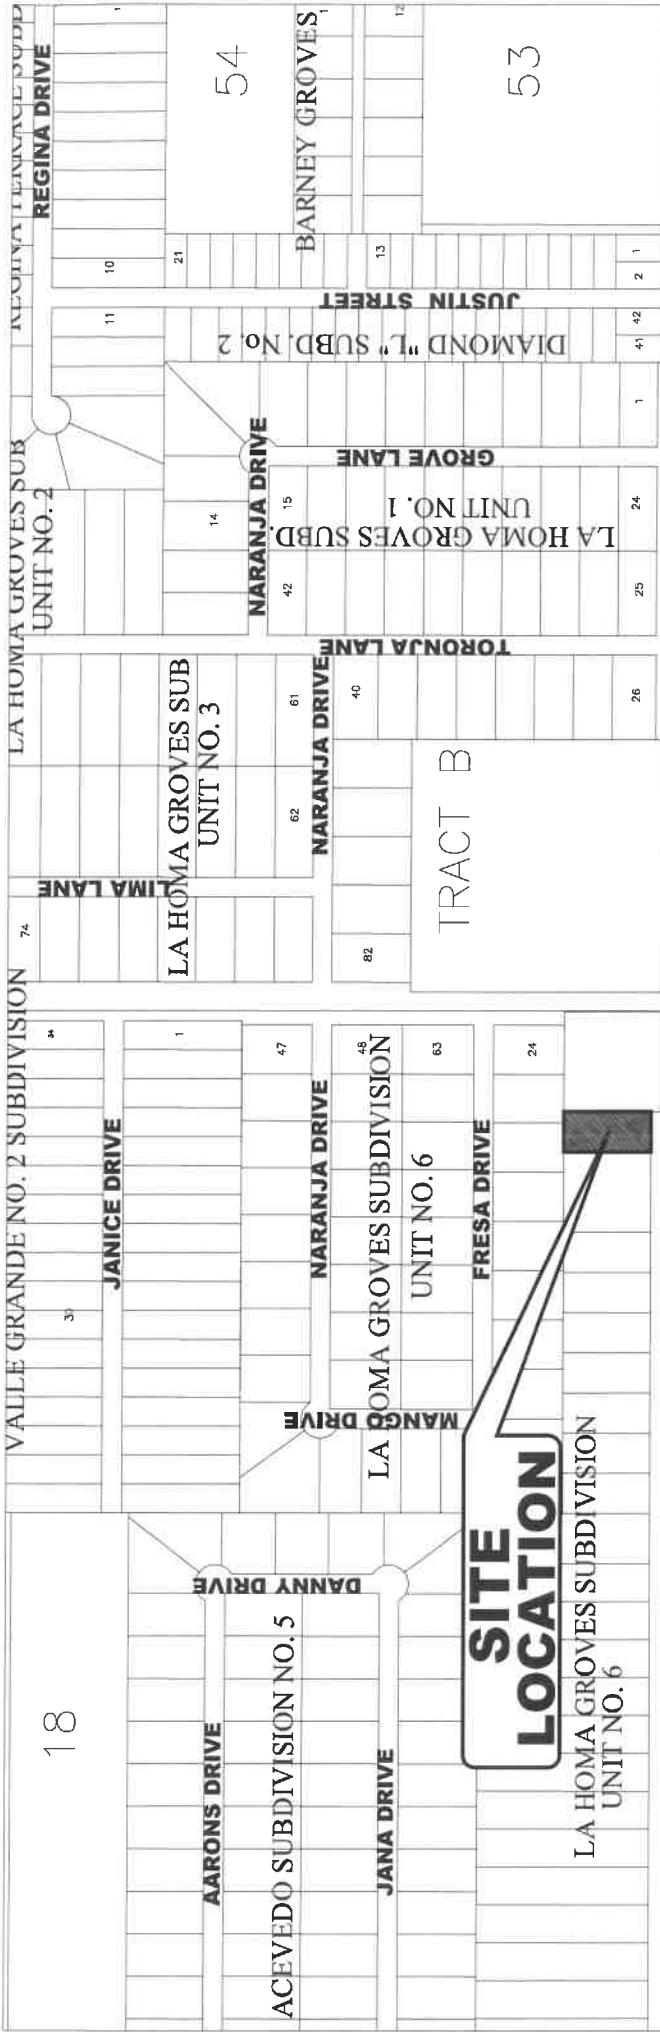 REGINA TERRACE SUBD
REGINA DRIVE
1
54
BARNEY GROVES
1
12
53
10
21
13
1
2
JUSTIN STREET
11
DIAMOND "L" SUBD. No. 2
42
41
LA HOMA GROVES SUB
UNIT NO. 2
14
NARANJA DRIVE
GROVE LANE
1
15
LA HOMA GROVES SUBD.
UNIT NO. 1
24
42
25
TORONJA LANE
LA HOMA GROVES SUB
UNIT NO. 3
61
62
NARANJA DRIVE
40
26
TRACT B
LIMA LANE
74
82
VALLE GRANDE NO. 2 SUBDIVISION
34
1
JANICE DRIVE
30
47
NARANJA DRIVE
48
LA HOMA GROVES SUBDIVISION
UNIT NO. 6
63
FRESA DRIVE
24
MANGO DRIVE
SITE
LOCATION
LA HOMA GROVES SUBDIVISION
UNIT NO. 6
18
DANNY DRIVE
AARONS DRIVE
ACEVEDO SUBDIVISION NO. 5
JANA DRIVE